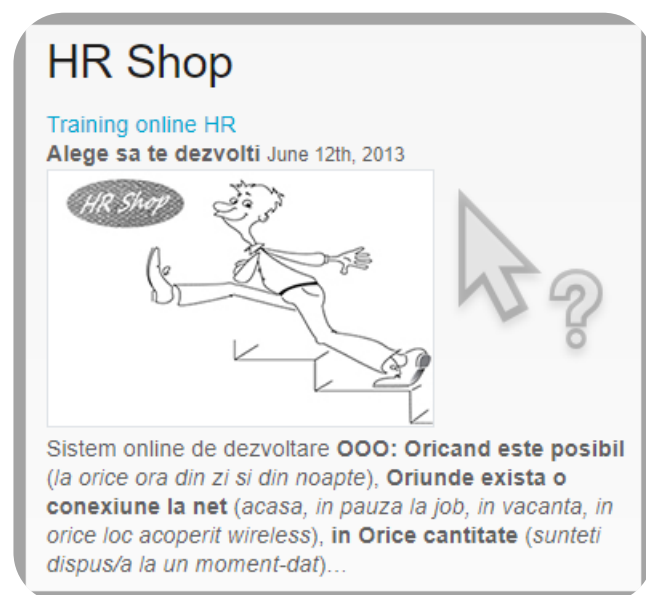 HR Shop
Training online HR
Alege sa te dezvolti June 12th, 2013
HR Shop
?
Sistem online de dezvoltare OOO: Oricand este posibil
(la orice ora din zi si din noapte), Oriunde exista o
conexiune la net (acasa, in pauza la job, in vacanta, in
orice loc acoperit wireless), in Orice cantitate (sunteti
dispus/a la un moment-dat)...